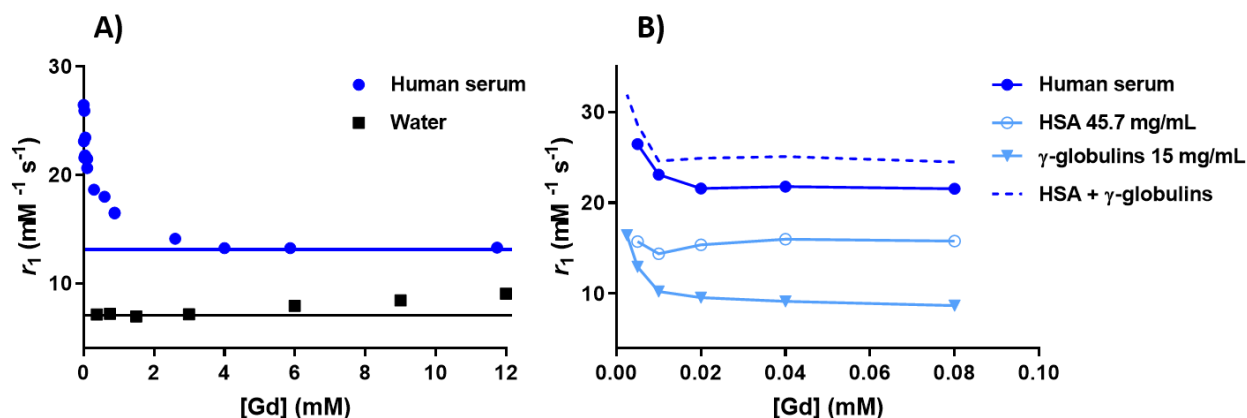 A)
30
20
10
r1 (mM -1 s-1)
Human serum
Water
0 2 4 6 8 10 12
[Gd] (mM)
B)
30
20
10
r1 (mM -1 s-1)
Human serum
HSA 45.7 mg/mL
γ-globulins 15 mg/mL
HSA + γ-globulins
0.00 0.02 0.04 0.06 0.08 0.10
[Gd] (mM)